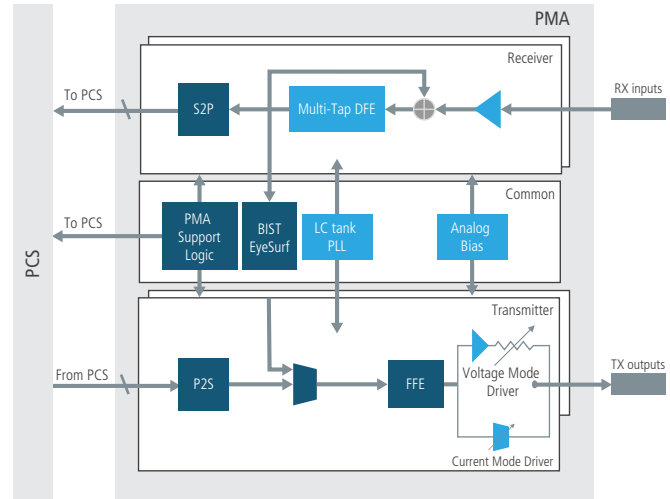 PMA
Receiver
To PCS
S2P
Multi-Tap DFE
RX inputs
Common
To PCS
PMA
Support
Logic
BIST
EyeSurf
LC tank
PLL
Analog
Bias
PCS
Transmitter
From PCS
P2S
FFE
Voltage Mode
Driver
TX outputs
Current Mode Driver